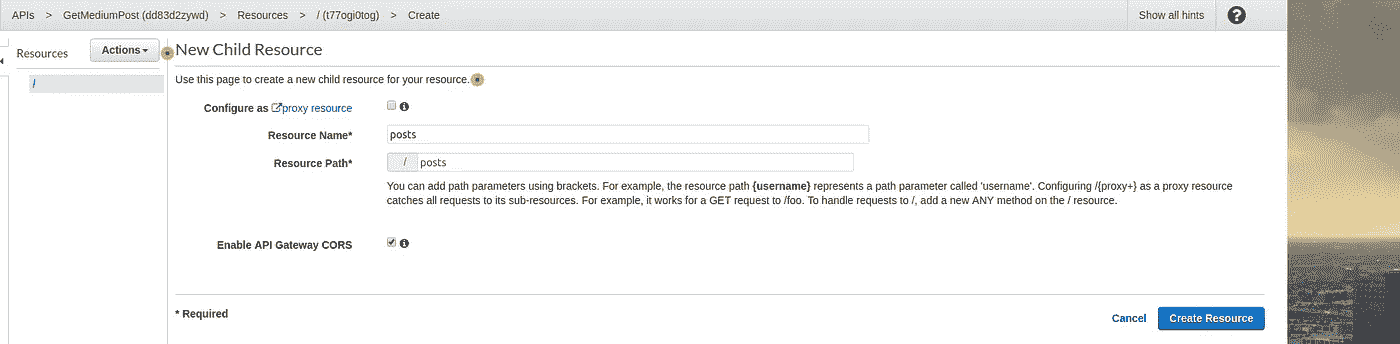 APIs > GetMediumPost (dd83d2zywd) > Resources > / (t77ogi0tog) > Create Show all hints ?
Resources Actions New Child Resource
/
Use this page to create a new child resource for your resource.
Configure as proxy resource
Resource Name* posts
Resource Path* / posts
You can add path parameters using brackets. For example, the resource path {username} represents a path parameter called 'username'. Configuring /{proxy+} as a proxy resource
catches all requests to its sub-resources. For example, it works for a GET request to /foo. To handle requests to /, add a new ANY method on the / resource.
Enable API Gateway CORS
* Required Cancel Create Resource